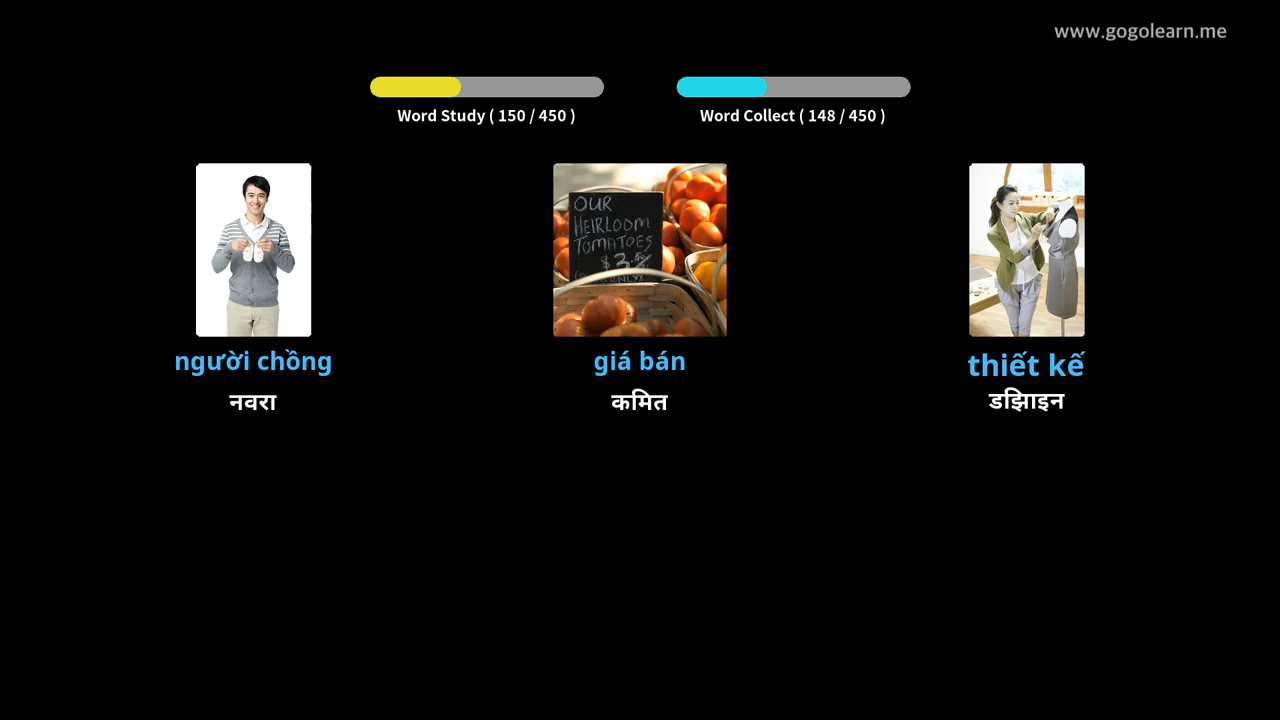 www.gogolearn.me
Word Study ( 150 / 450 )
Word Collect ( 148 / 450 )
OUR
HEIRLOOM
TOMATOES
người chồng
giá bán
thiết kế
नवरा
कमित
डझिाइन